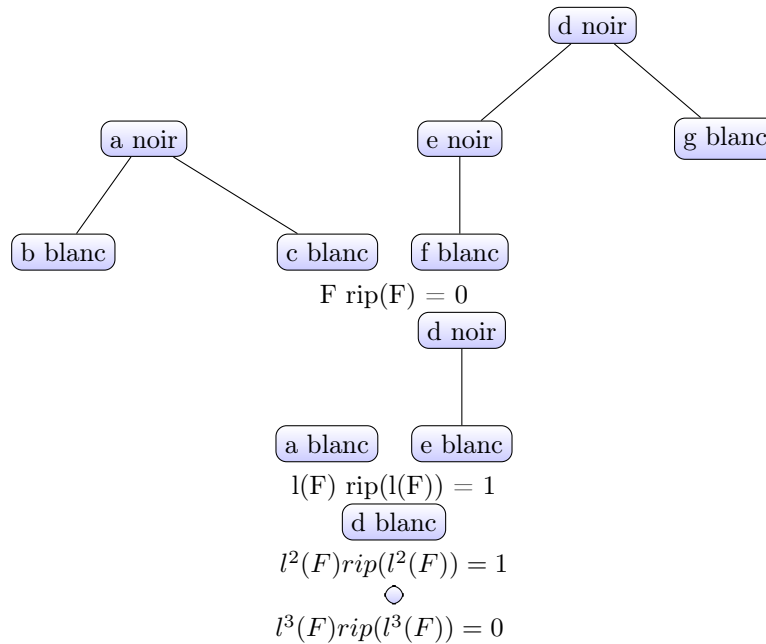 d noir
a noir
e noir
g blanc
b blanc
c blanc
f blanc
F rip(F) = 0
d noir
a blanc
e blanc
l(F) rip(l(F)) = 1
d blanc
l²(F)rip(l²(F)) = 1
l³(F)rip(l³(F)) = 0